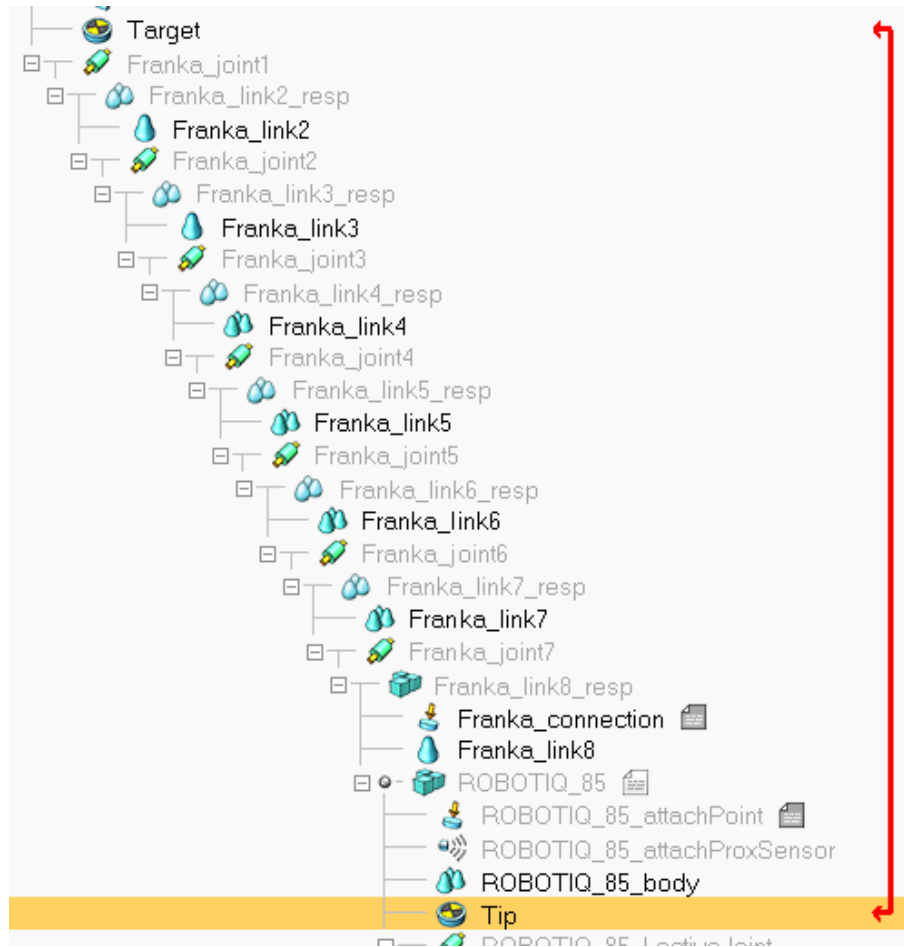 Target
Franka_joint1
Franka_link2_resp
Franka_link2
Franka_joint2
Franka_link3_resp
Franka_link3
Franka_joint3
Franka_link4_resp
Franka_link4
Franka_joint4
Franka_link5_resp
Franka_link5
Franka_joint5
Franka_link6_resp
Franka_link6
Franka_joint6
Franka_link7_resp
Franka_link7
Franka_joint7
Franka_link8_resp
Franka_connection
Franka_link8
ROBOTIQ_85
ROBOTIQ_85_attachPoint
ROBOTIQ_85_attachProxSensor
ROBOTIQ_85_body
Tip